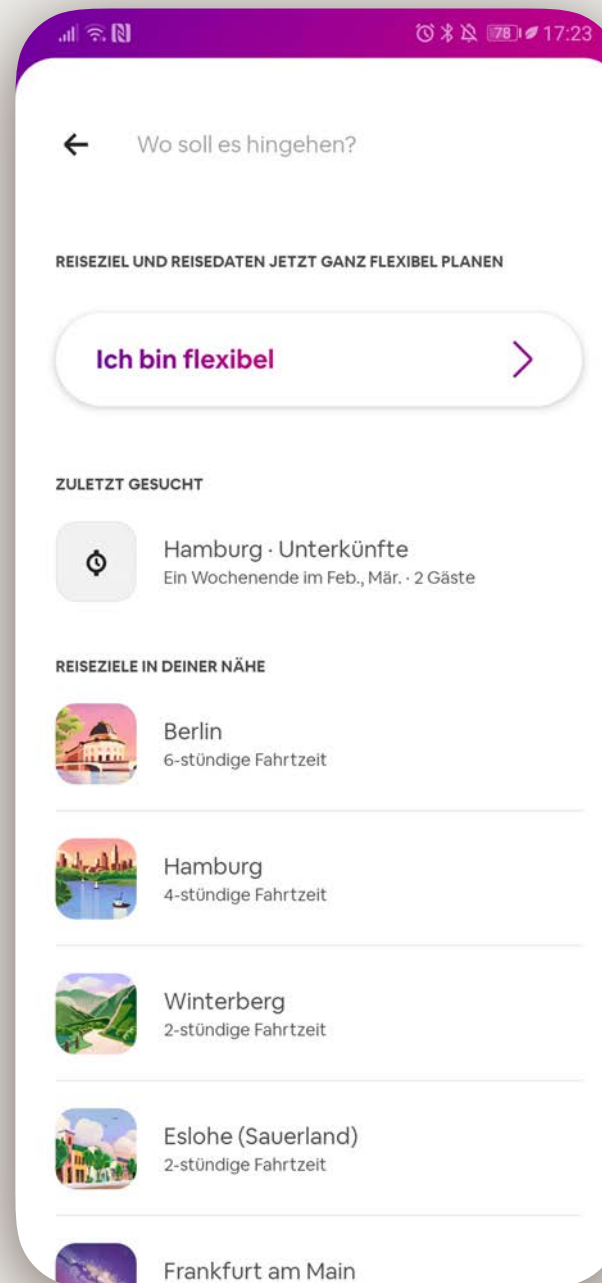 78 17:23
Wo soll es hingehen?
REISEZIEL UND REISEDATEN JETZT GANZ FLEXIBEL PLANEN
Ich bin flexibel
ZULETZT GESUCHT
Hamburg · Unterkünfte
Ein Wochenende im Feb., Mär. · 2 Gäste
REISEZIELE IN DEINER NÄHE
Berlin
6-stündige Fahrtzeit
Hamburg
4-stündige Fahrtzeit
Winterberg
2-stündige Fahrtzeit
Eslohe (Sauerland)
2-stündige Fahrtzeit
Frankfurt am Main